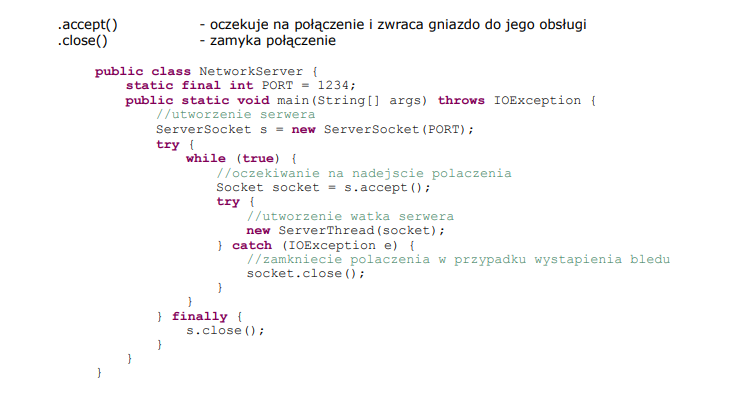 .accept() - oczekuje na połączenie i zwraca gniazdo do jego obsługi
.close() - zamyka połączenie
public class NetworkServer {
static final int PORT = 1234;
public static void main(String[] args) throws IOException {
//utworzenie serwera
ServerSocket s = new ServerSocket(PORT);
try {
while (true) {
//oczekiwanie na nadejscie polaczenia
Socket socket = s.accept();
try {
//utworzenie watka serwera
new ServerThread(socket);
} catch (IOException e) {
//zamkniecie polaczenia w przypadku wystapienia bledu
socket.close();
}
}
} finally {
s.close();
}
}
}